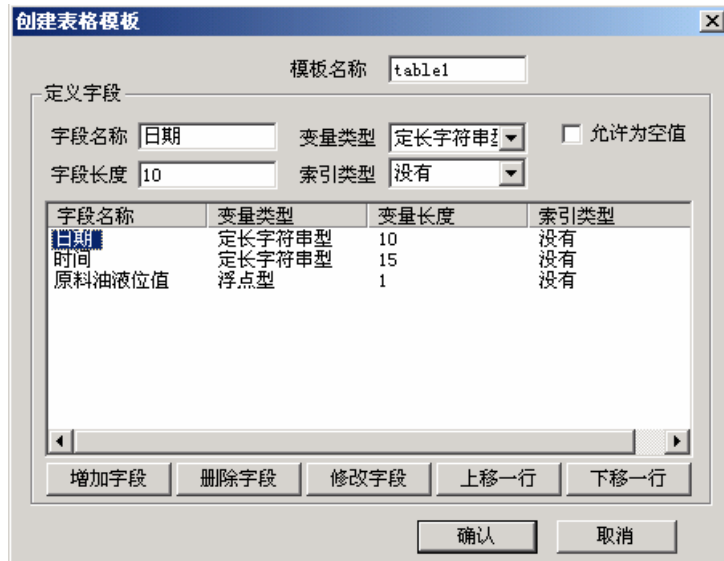 创建表格模板
模板名称 table1
定义字段
字段名称 日期 变量类型 定长字符串型 允许为空值
字段长度 10 索引类型 没有
字段名称 变量类型 变量长度 索引类型
日期 定长字符串型 10 没有
时间 定长字符串型 15 没有
原料油液位值 浮点型 1 没有
增加字段 删除字段 修改字段 上移一行 下移一行
确认 取消